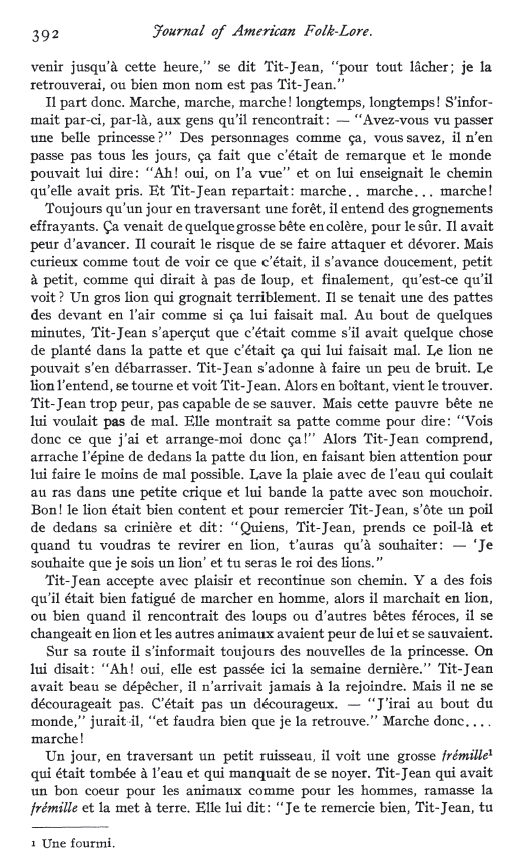 392 Journal of American Folk-Lore.
venir jusqu'à cette heure," se dit Tit-Jean, "pour tout lâcher; je la
retrouverai, ou bien mon nom est pas Tit-Jean."
Il part donc. Marche, marche, marche! longtemps, longtemps! S'infor-
mait par-ci, par-là, aux gens qu'il rencontrait: — "Avez-vous vu passer
une belle princesse?" Des personnages comme ça, vous savez, il n'en
passe pas tous les jours, ça fait que c'était de remarque et le monde
pouvait lui dire: "Ah! oui, on l'a vue" et on lui enseignait le chemin
qu'elle avait pris. Et Tit-Jean repartait: marche.. marche... marche!
Toujours qu'un jour en traversant une forêt, il entend des grognements
effrayants. Ça venait de quelque grosse bête en colère, pour le sûr. Il avait
peur d'avancer. Il courait le risque de se faire attaquer et dévorer. Mais
curieux comme tout de voir ce que c'était, il s'avance doucement, petit
à petit, comme qui dirait à pas de loup, et finalement, qu'est-ce qu'il
voit? Un gros lion qui grognait terriblement. Il se tenait une des pattes
des devant en l'air comme si ça lui faisait mal. Au bout de quelques
minutes, Tit-Jean s'aperçut que c'était comme s'il avait quelque chose
de planté dans la patte et que c'était ça qui lui faisait mal. Le lion ne
pouvait s'en débarrasser. Tit-Jean s'adonne à faire un peu de bruit. Le
lion l'entend, se tourne et voit Tit-Jean. Alors en boîtant, vient le trouver.
Tit-Jean trop peur, pas capable de se sauver. Mais cette pauvre bête ne
lui voulait pas de mal. Elle montrait sa patte comme pour dire: "Vois
donc ce que j'ai et arrange-moi donc ça!" Alors Tit-Jean comprend,
arrache l'épine de dedans la patte du lion, en faisant bien attention pour
lui faire le moins de mal possible. Lave la plaie avec de l'eau qui coulait
au ras dans une petite crique et lui bande la patte avec son mouchoir.
Bon! le lion était bien content et pour remercier Tit-Jean, s'ôte un poil
de dedans sa crinière et dit: "Quiens, Tit-Jean, prends ce poil-là et
quand tu voudras te revirer en lion, t'auras qu'à souhaiter: — 'Je
souhaite que je sois un lion' et tu seras le roi des lions."
Tit-Jean accepte avec plaisir et recontinue son chemin. Y a des fois
qu'il était bien fatigué de marcher en homme, alors il marchait en lion,
ou bien quand il rencontrait des loups ou d'autres bêtes féroces, il se
changeait en lion et les autres animaux avaient peur de lui et se sauvaient.
Sur sa route il s'informait toujours des nouvelles de la princesse. On
lui disait: "Ah! oui, elle est passée ici la semaine dernière." Tit-Jean
avait beau se dépêcher, il n'arrivait jamais à la rejoindre. Mais il ne se
décourageait pas. C'était pas un décourageux. — "J'irai au bout du
monde," jurait-il, "et faudra bien que je la retrouve." Marche donc....
marche!
Un jour, en traversant un petit ruisseau, il voit une grosse frémille¹
qui était tombée à l'eau et qui manquait de se noyer. Tit-Jean qui avait
un bon coeur pour les animaux comme pour les hommes, ramasse la
frémille et la met à terre. Elle lui dit: "Je te remercie bien, Tit-Jean, tu
¹ Une fourmi.